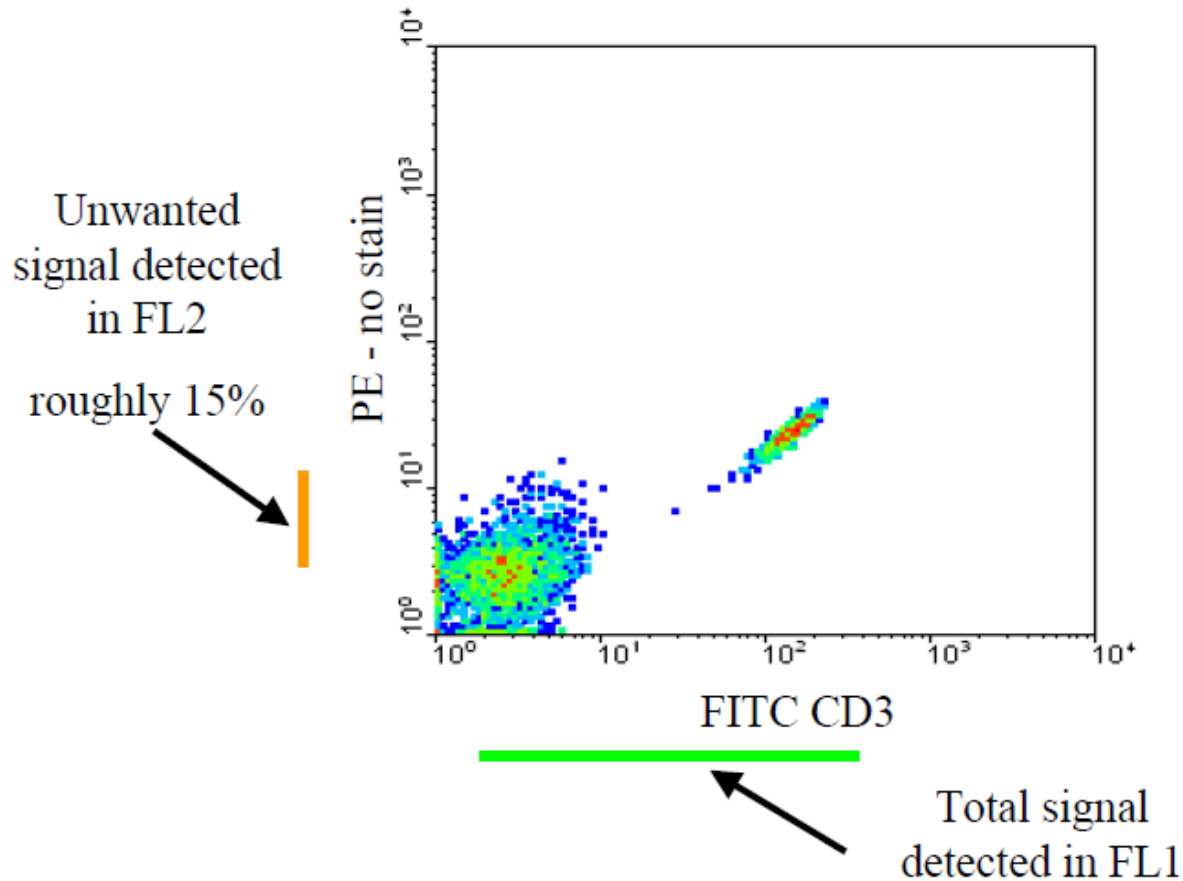 Unwanted
signal detected
in FL2
roughly 15%
PE - no stain
10⁴
10³
10²
10¹
10⁰
10⁰
10¹
10²
10³
10⁴
FITC CD3
Total signal
detected in FL1